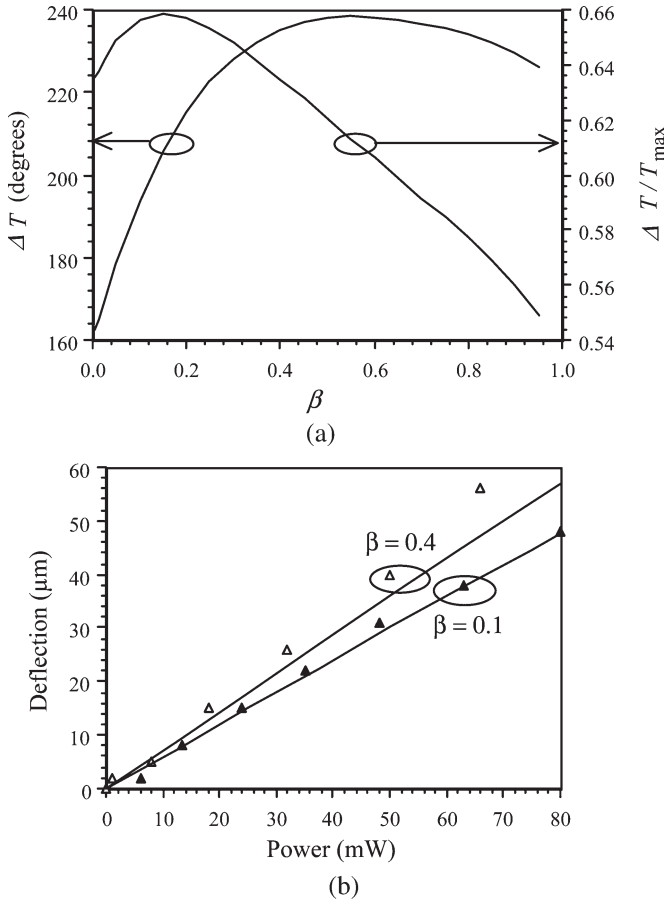 240
220
200
180
160
Δ T (degrees)
0.66
0.64
0.62
0.60
0.58
0.56
0.54
Δ T / Tmax
0.0 0.2 0.4 0.6 0.8 1.0
β
(a)
60
50
40
30
20
10
0
Deflection (μm)
β = 0.4
β = 0.1
0 10 20 30 40 50 60 70 80
Power (mW)
(b)